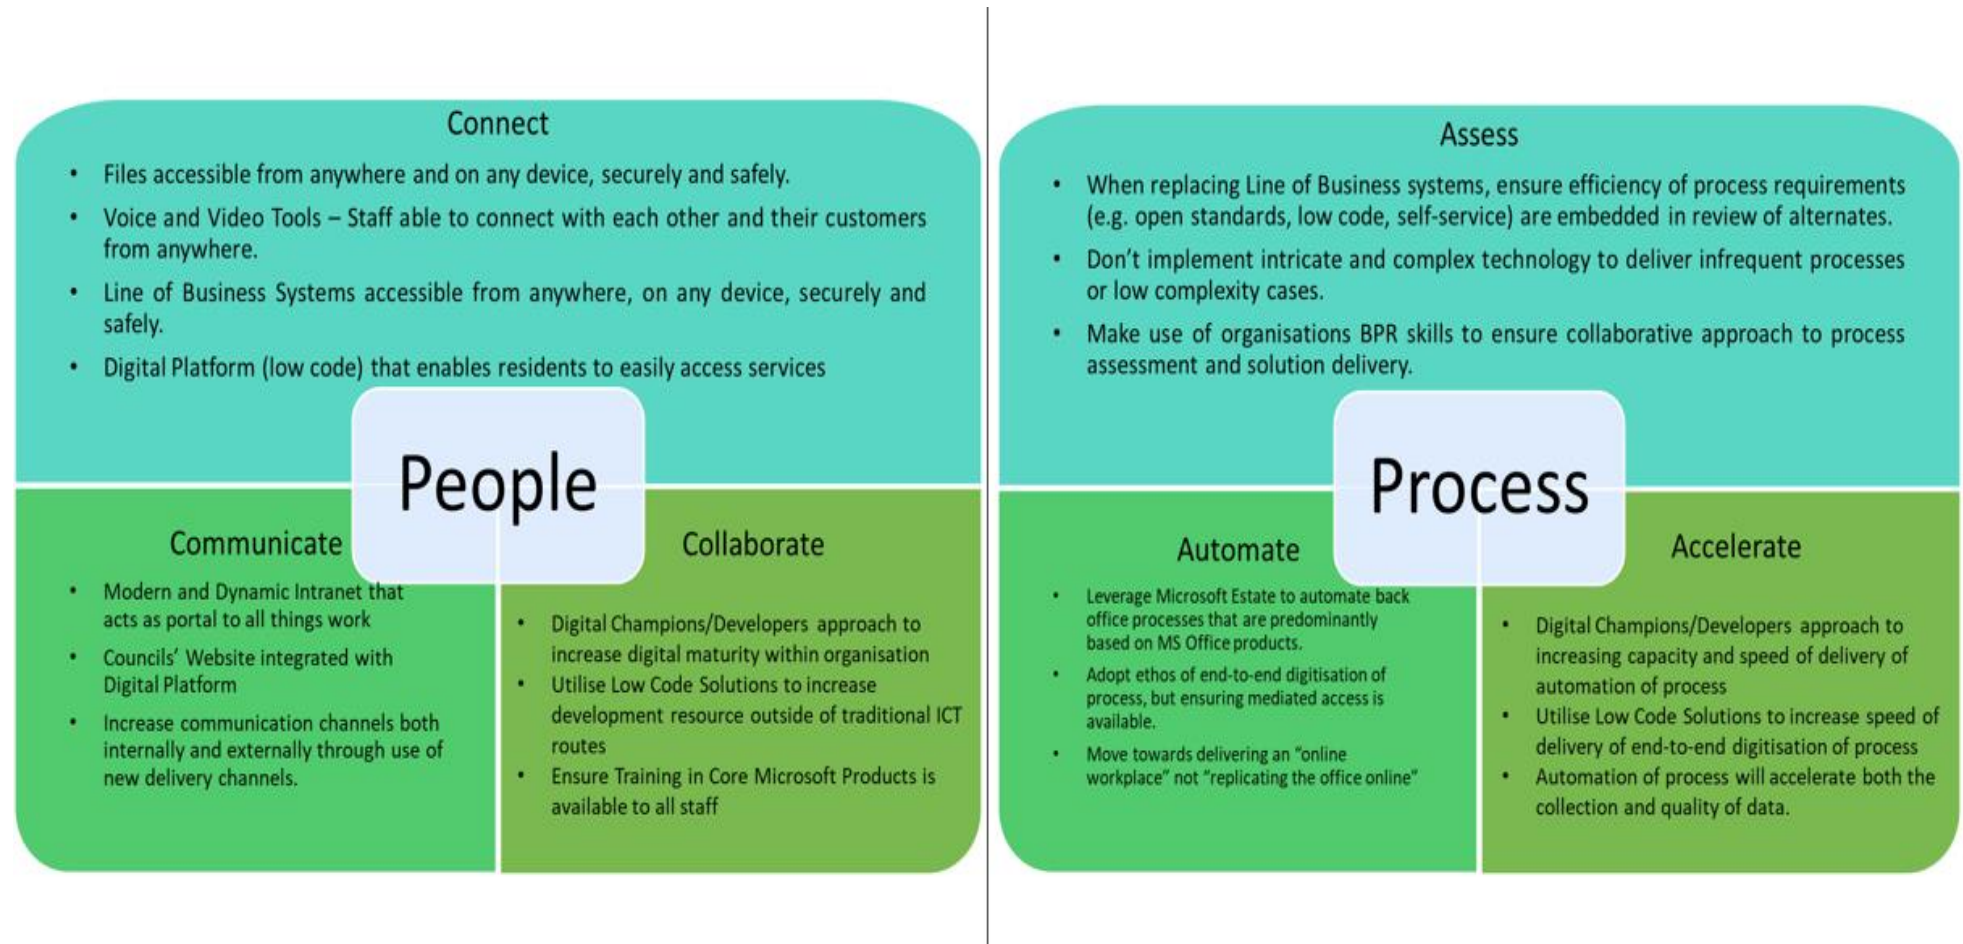 Connect
• Files accessible from anywhere and on any device, securely and safely.
• Voice and Video Tools – Staff able to connect with each other and their customers
from anywhere.
• Line of Business Systems accessible from anywhere, on any device, securely and
safely.
• Digital Platform (low code) that enables residents to easily access services
People
Communicate
• Modern and Dynamic Intranet that
acts as portal to all things work
• Councils’ Website integrated with
Digital Platform
• Increase communication channels both
internally and externally through use of
new delivery channels.
Collaborate
• Digital Champions/Developers approach to
increase digital maturity within organisation
• Utilise Low Code Solutions to increase
development resource outside of traditional ICT
routes
• Ensure Training in Core Microsoft Products is
available to all staff
Assess
• When replacing Line of Business systems, ensure efficiency of process requirements
(e.g. open standards, low code, self-service) are embedded in review of alternates.
• Don’t implement intricate and complex technology to deliver infrequent processes
or low complexity cases.
• Make use of organisations BPR skills to ensure collaborative approach to process
assessment and solution delivery.
Process
Automate
• Leverage Microsoft Estate to automate back
office processes that are predominantly
based on MS Office products.
• Adopt ethos of end-to-end digitisation of
process, but ensuring mediated access is
available.
• Move towards delivering an “online
workplace” not “replicating the office online”
Accelerate
• Digital Champions/Developers approach to
increasing capacity and speed of delivery of
automation of process
• Utilise Low Code Solutions to increase speed of
delivery of end-to-end digitisation of process
• Automation of process will accelerate both the
collection and quality of data.